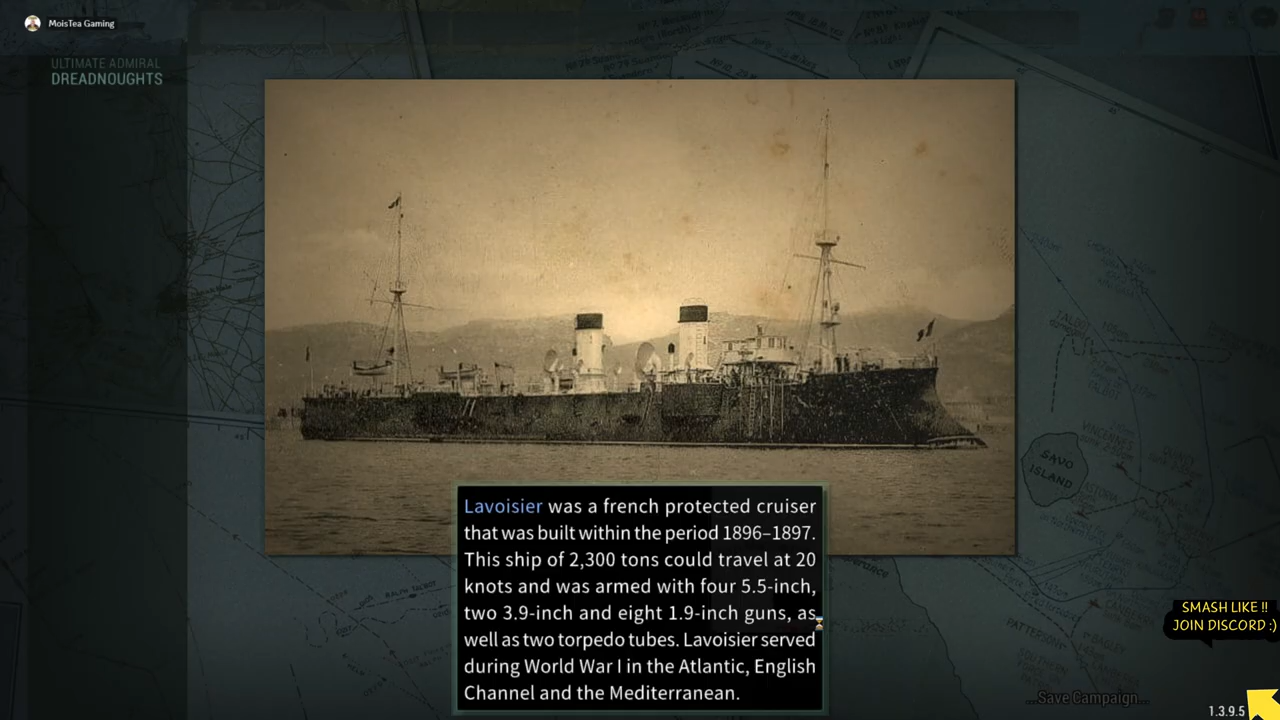 MoisTea Gaming
ULTIMATE ADMIRAL
DREADNOUGHTS
Lavoisier was a french protected cruiser
that was built within the period 1896–1897.
This ship of 2,300 tons could travel at 20
knots and was armed with four 5.5-inch,
two 3.9-inch and eight 1.9-inch guns, as
well as two torpedo tubes. Lavoisier served
during World War I in the Atlantic, English
Channel and the Mediterranean.
SAVO
ISLAND
RALPH TALBOT
SMASH LIKE !!
JOIN DISCORD :)
...Save Campaign...
1.3.9.5